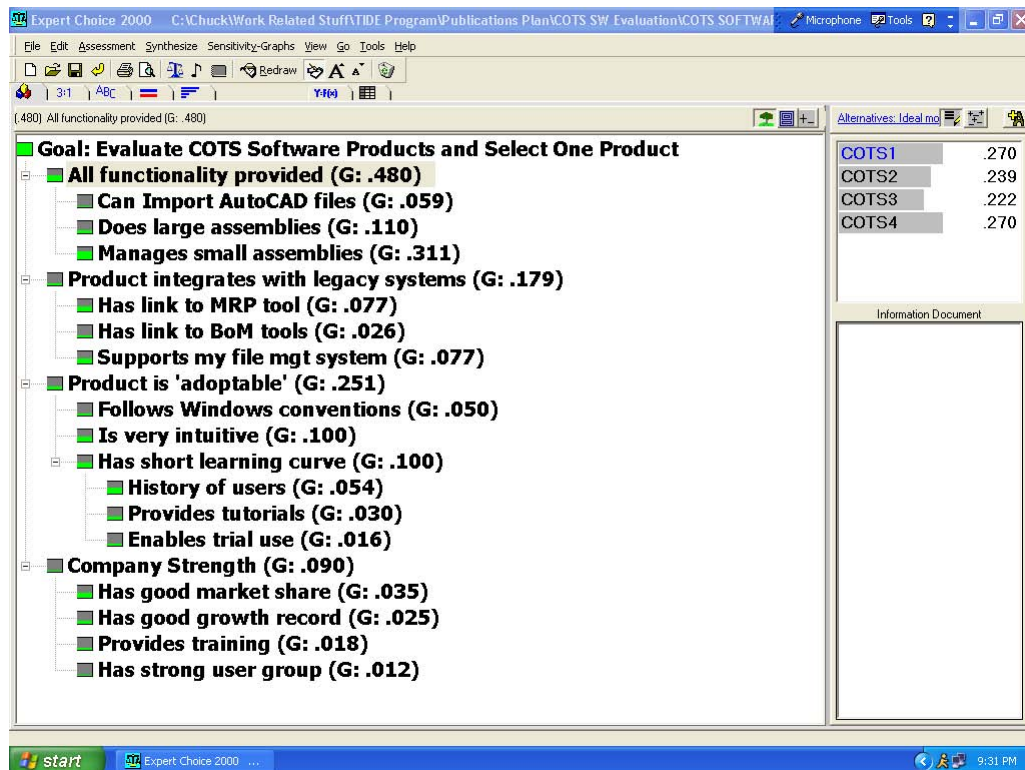 Expert Choice 2000 C:\Chuck\Work Related Stuff\TIDE Program\Publications Plan\COTS SW Evaluation\COTS SOFTWA
Microphone Tools
File Edit Assessment Synthesize Sensitivity-Graphs View Go Tools Help
Redraw A A
3:1 ABC Y=f(x)
(.480) All functionality provided (G: .480)
Alternatives: Ideal mo
Goal: Evaluate COTS Software Products and Select One Product
All functionality provided (G: .480)
Can Import AutoCAD files (G: .059)
Does large assemblies (G: .110)
Manages small assemblies (G: .311)
Product integrates with legacy systems (G: .179)
Has link to MRP tool (G: .077)
Has link to BoM tools (G: .026)
Supports my file mgt system (G: .077)
Product is 'adoptable' (G: .251)
Follows Windows conventions (G: .050)
Is very intuitive (G: .100)
Has short learning curve (G: .100)
History of users (G: .054)
Provides tutorials (G: .030)
Enables trial use (G: .016)
Company Strength (G: .090)
Has good market share (G: .035)
Has good growth record (G: .025)
Provides training (G: .018)
Has strong user group (G: .012)
COTS1 .270
COTS2 .239
COTS3 .222
COTS4 .270
Information Document
start
Expert Choice 2000 ...
9:31 PM